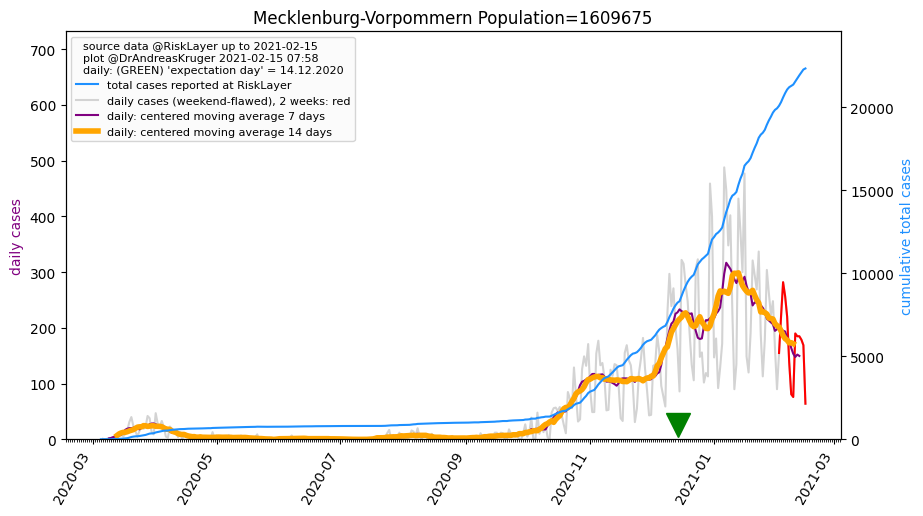 Mecklenburg-Vorpommern Population=1609675
source data @RiskLayer up to 2021-02-15
plot @DrAndreasKruger 2021-02-15 07:58
daily: (GREEN) 'expectation day' = 14.12.2020
total cases reported at RiskLayer
daily cases (weekend-flawed), 2 weeks: red
daily: centered moving average 7 days
daily: centered moving average 14 days
daily cases
700
600
500
400
300
200
100
0
cumulative total cases
20000
15000
10000
5000
0
2020-03
2020-05
2020-07
2020-09
2020-11
2021-01
2021-03